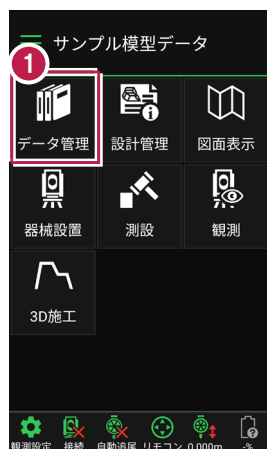 サンプル模型データ
1
データ管理 設計管理 図面表示
器械設置 測設 観測
3D施工
観測設定 接続 自動追尾 リモコン 0.000m -%